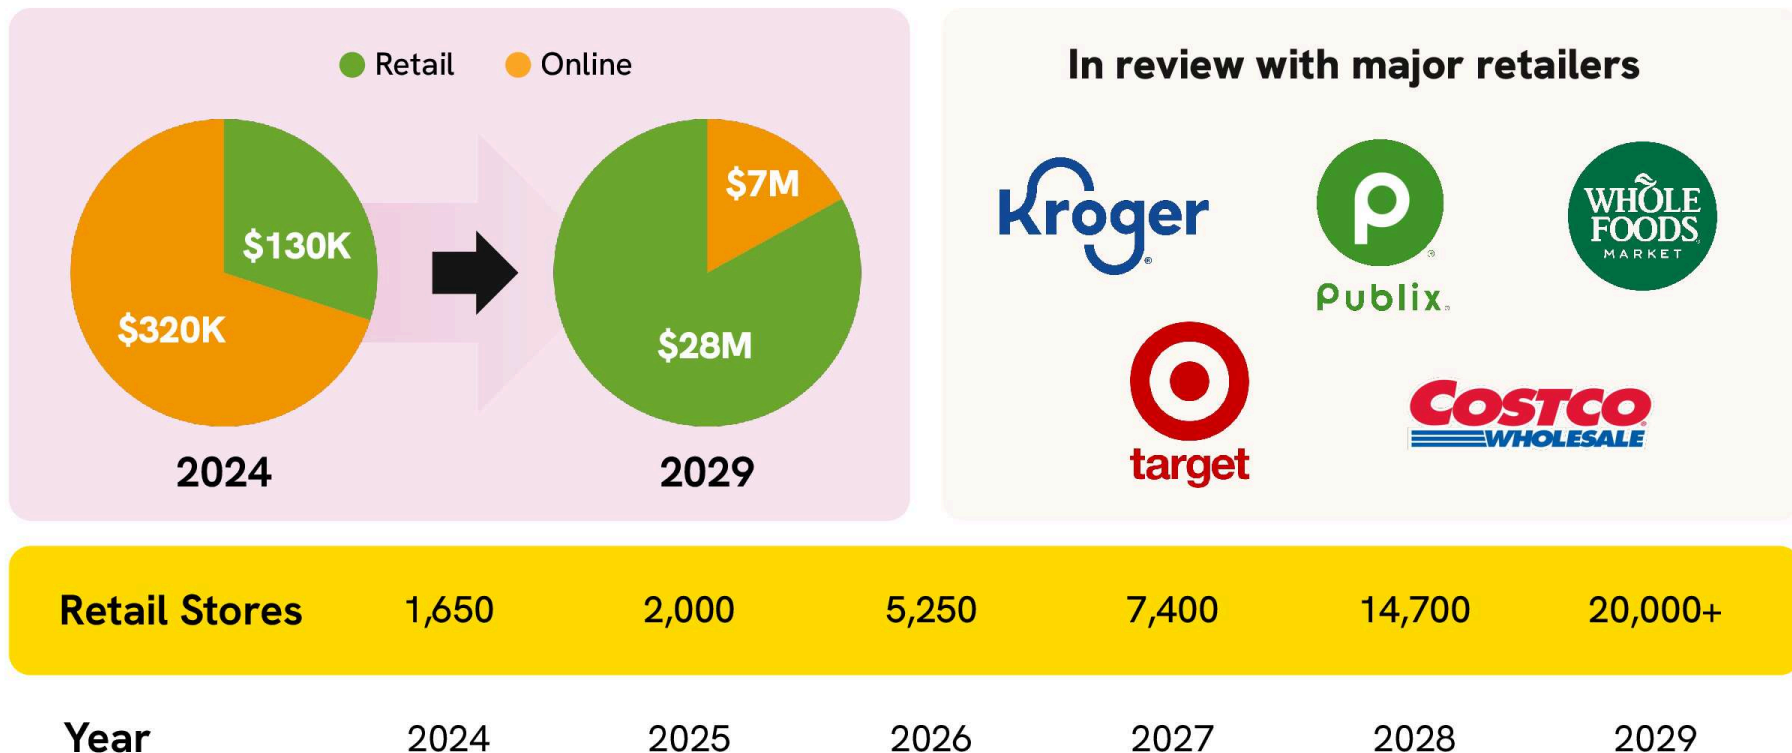 Retail Online
$130K
$320K
2024
$7M
$28M
2029
In review with major retailers
Kroger
Publix
WHOLE
FOODS
MARKET
target
COSTCO
WHOLESALE
Retail Stores 1,650 2,000 5,250 7,400 14,700 20,000+
Year 2024 2025 2026 2027 2028 2029